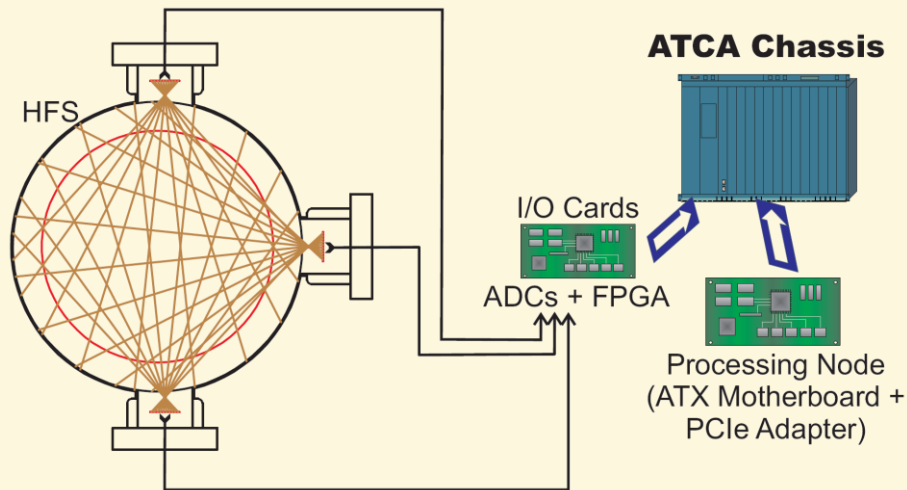 ATCA Chassis
HFS
I/O Cards
ADCs + FPGA
Processing Node
(ATX Motherboard +
PCIe Adapter)